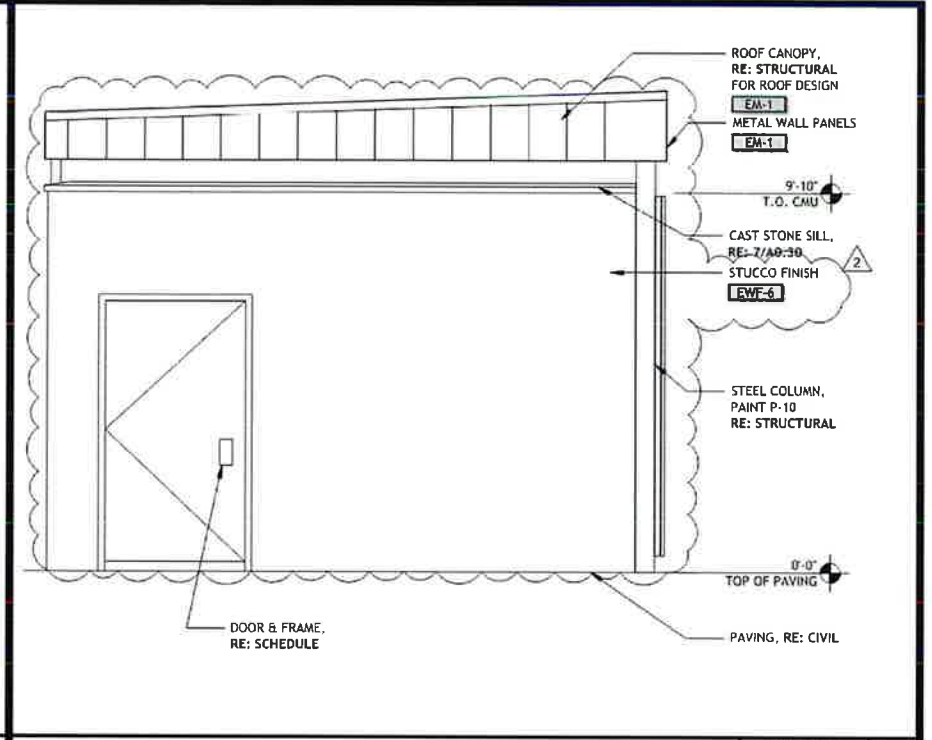 ROOF CANOPY,
RE: STRUCTURAL
FOR ROOF DESIGN
EM-1
METAL WALL PANELS
EM-1
9'-10"
T.O. CMU
CAST STONE SILL,
RE: 7/A0.30
STUCCO FINISH
EWF-6
2
STEEL COLUMN,
PAINT P-10
RE: STRUCTURAL
0'-0"
TOP OF PAVING
DOOR & FRAME,
RE: SCHEDULE
PAVING, RE: CIVIL